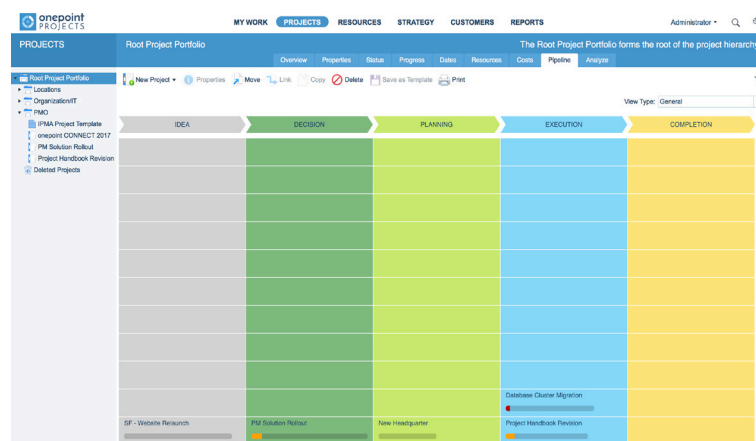 onepoint
PROJECTS
MY WORK PROJECTS RESOURCES STRATEGY CUSTOMERS REPORTS
Administrator
PROJECTS
Root Project Portfolio
The Root Project Portfolio forms the root of the project hierarchy
Overview Properties Status Progress Dates Resources Costs Pipeline Analyze
Root Project Portfolio
Locations
Organization/IT
PMO
IPMA Project Template
onepoint CONNECT 2017
PM Solution Rollout
Project Handbook Revision
Deleted Projects
New Project Properties Move Link Copy Delete Save as Template Print
View Type: General
IDEA DECISION PLANNING EXECUTION COMPLETION
Database Cluster Migration
SF - Website Relaunch PM Solution Rollout New Headquarter Project Handbook Revision